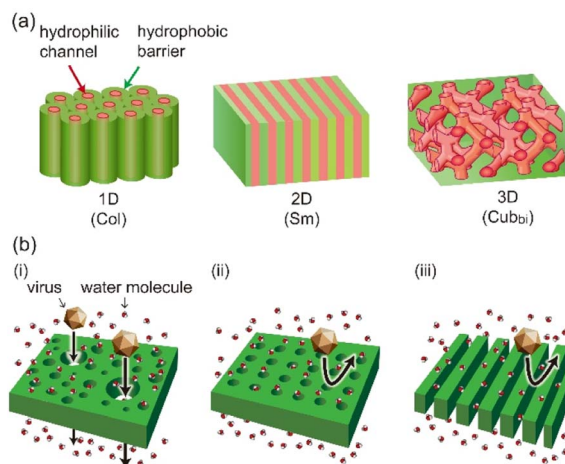 (a)
hydrophilic
channel
hydrophobic
barrier
1D
(Col)
2D
(Sm)
3D
(Cubbi)
(b)
(i)
virus
water molecule
(ii)
(iii)